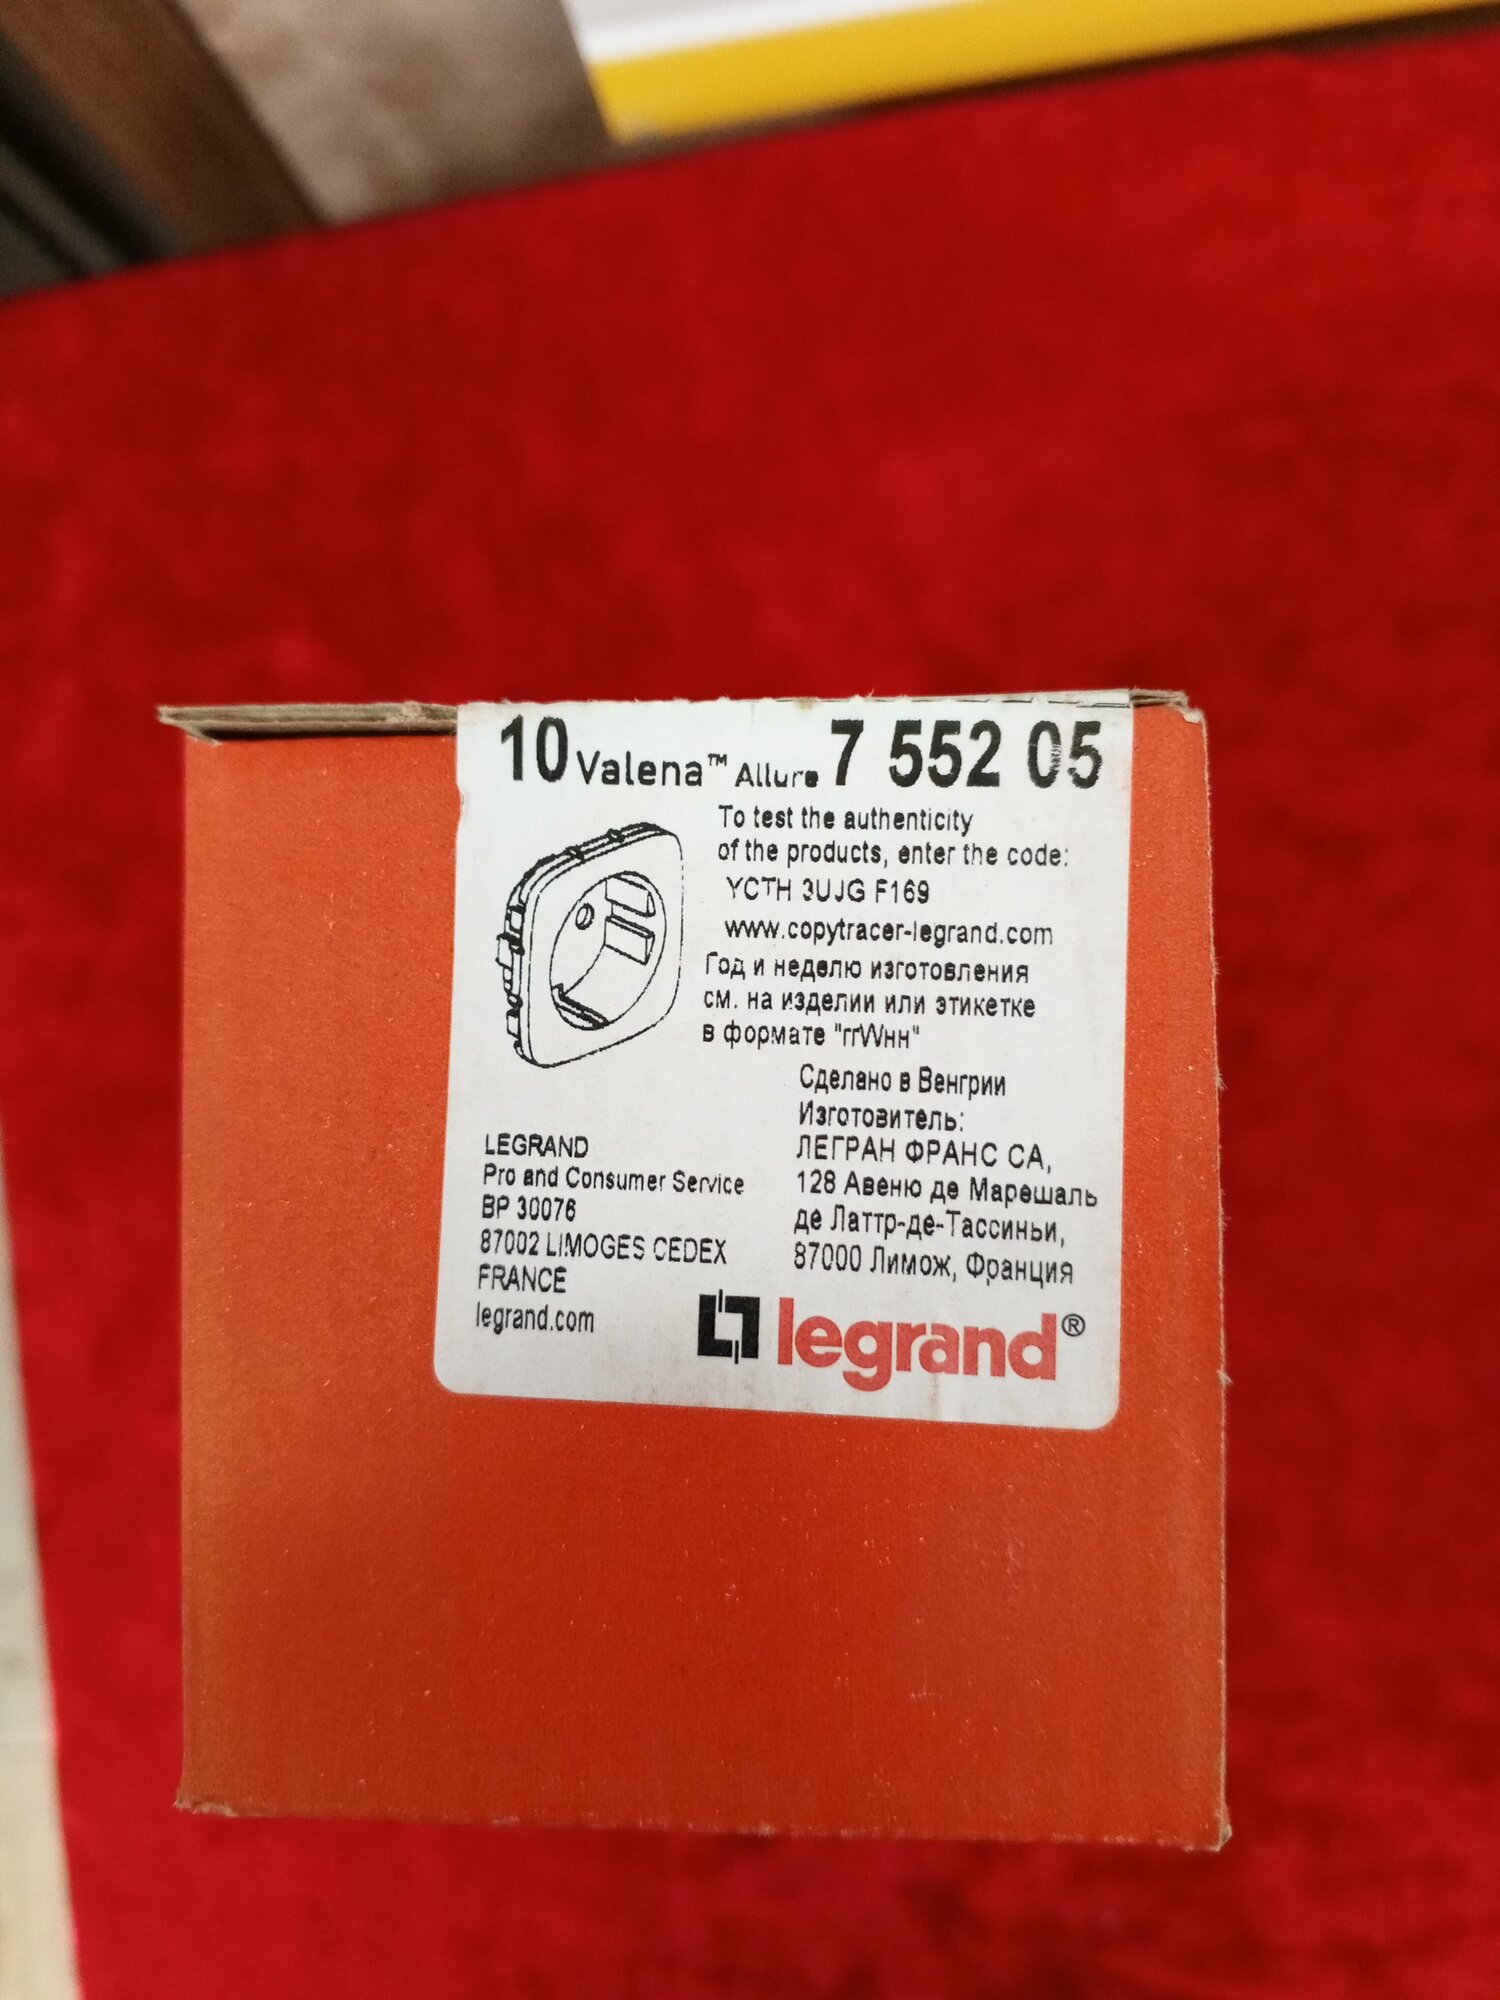 10 Valena™ Allure 7 552 05
To test the authenticity
of the products, enter the code:
YCTH 3UJG F169
www.copytracer-legrand.com
Год и неделю изготовления
см. на изделии или этикетке
в формате "ггWнн"
Сделано в Венгрии
Изготовитель:
ЛЕГРАН ФРАНС СА,
128 Авеню де Марешаль
де Латтр-де-Тассиньи,
87000 Лимож, Франция
LEGRAND
Pro and Consumer Service
BP 30076
87002 LIMOGES CEDEX
FRANCE
legrand.com
legrand®